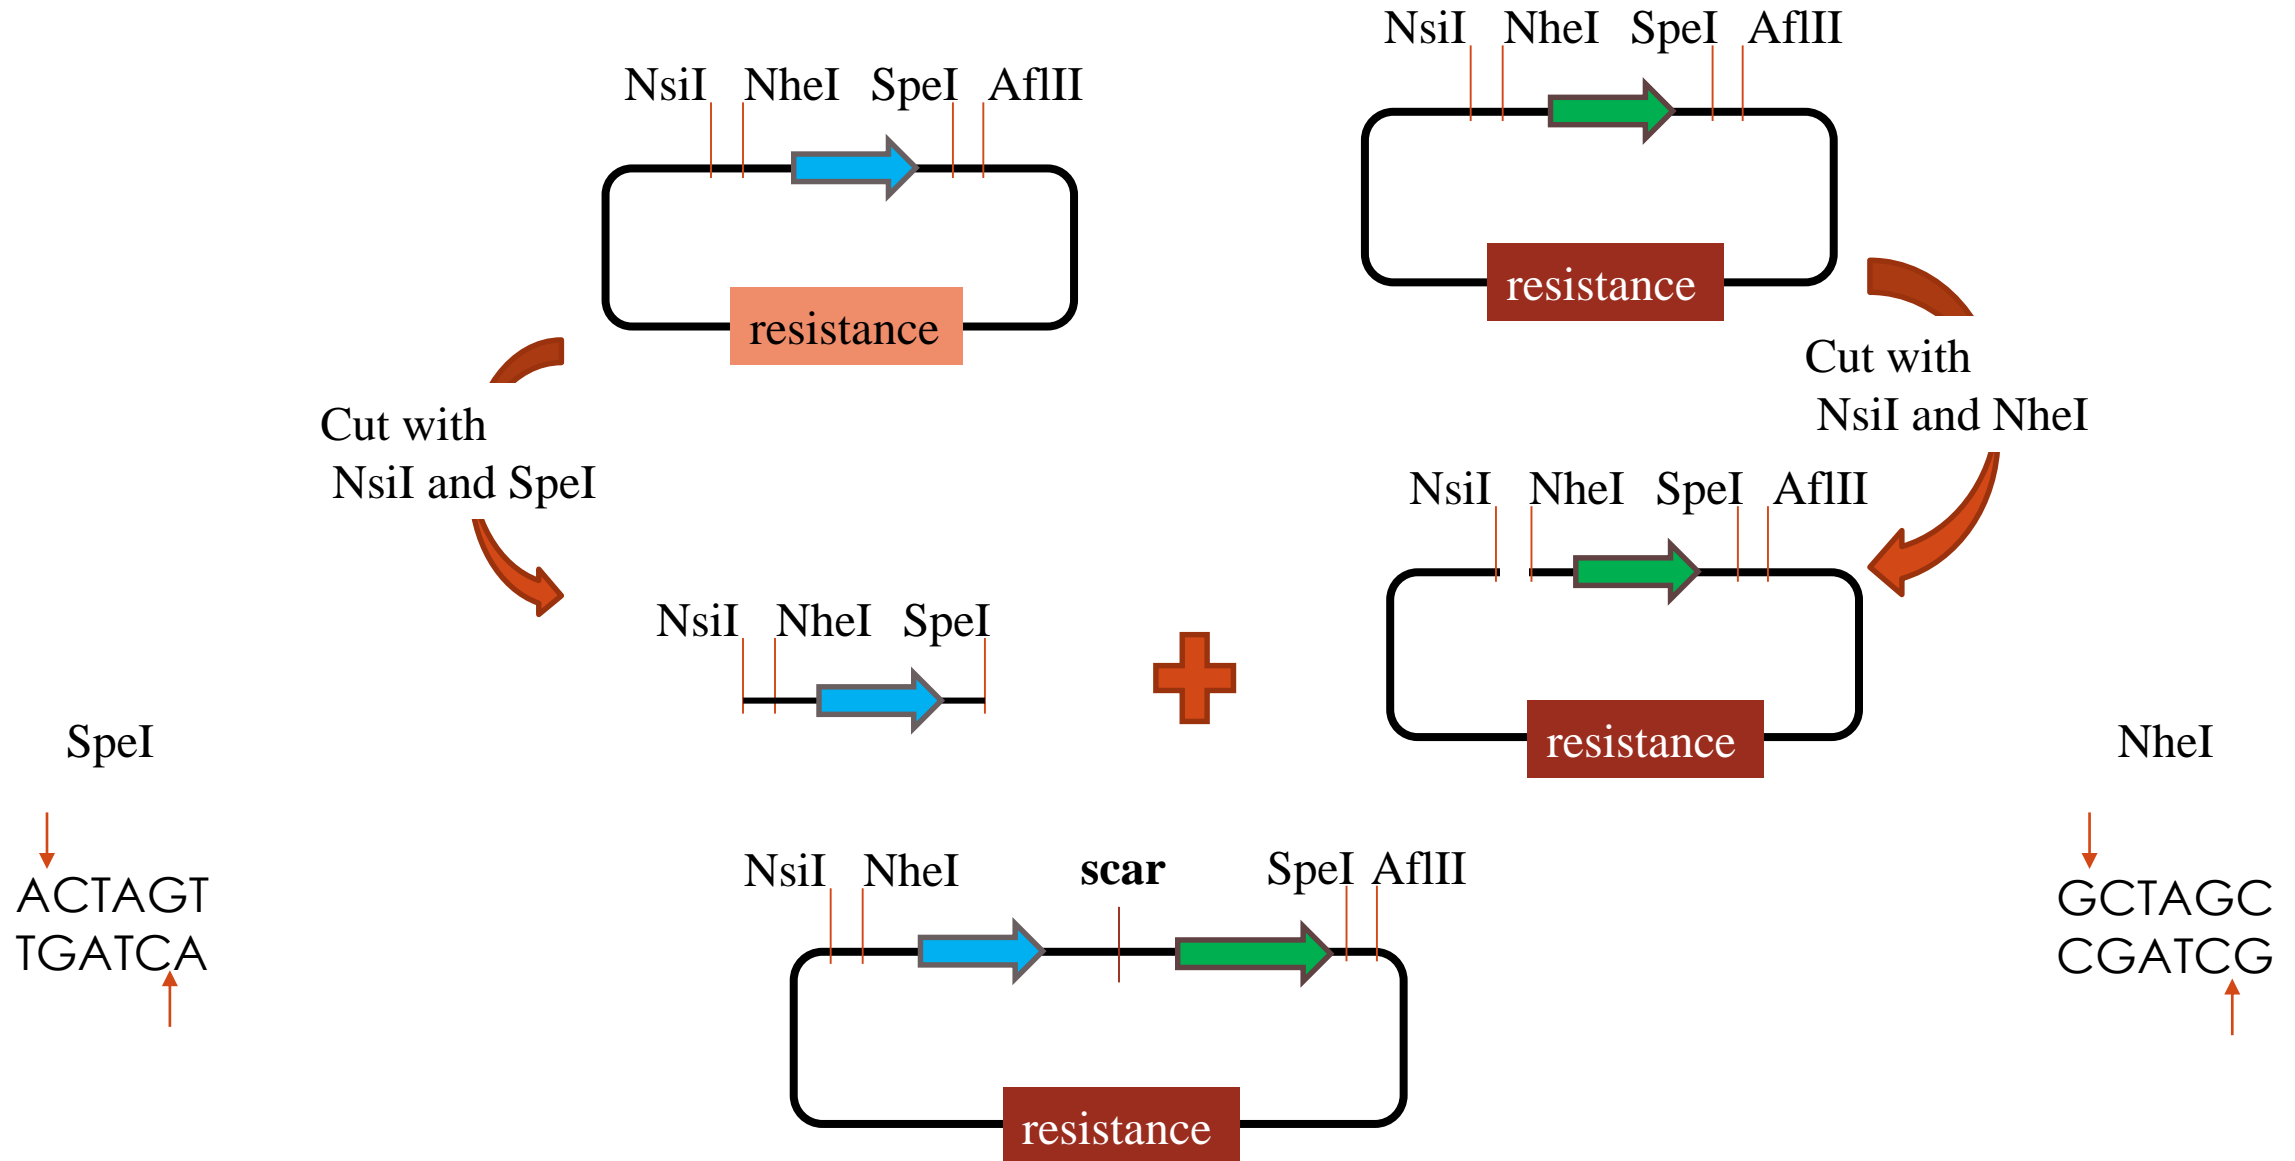 NsiI NheI SpeI AflII
NsiI NheI SpeI AflII
resistance
resistance
Cut with
NsiI and SpeI
Cut with
NsiI and NheI
NsiI NheI SpeI AflII
NsiI NheI SpeI
resistance
SpeI
NheI
NsiI NheI scar SpeI AflII
ACTAGT
TGATCA
GCTAGC
CGATCG
resistance